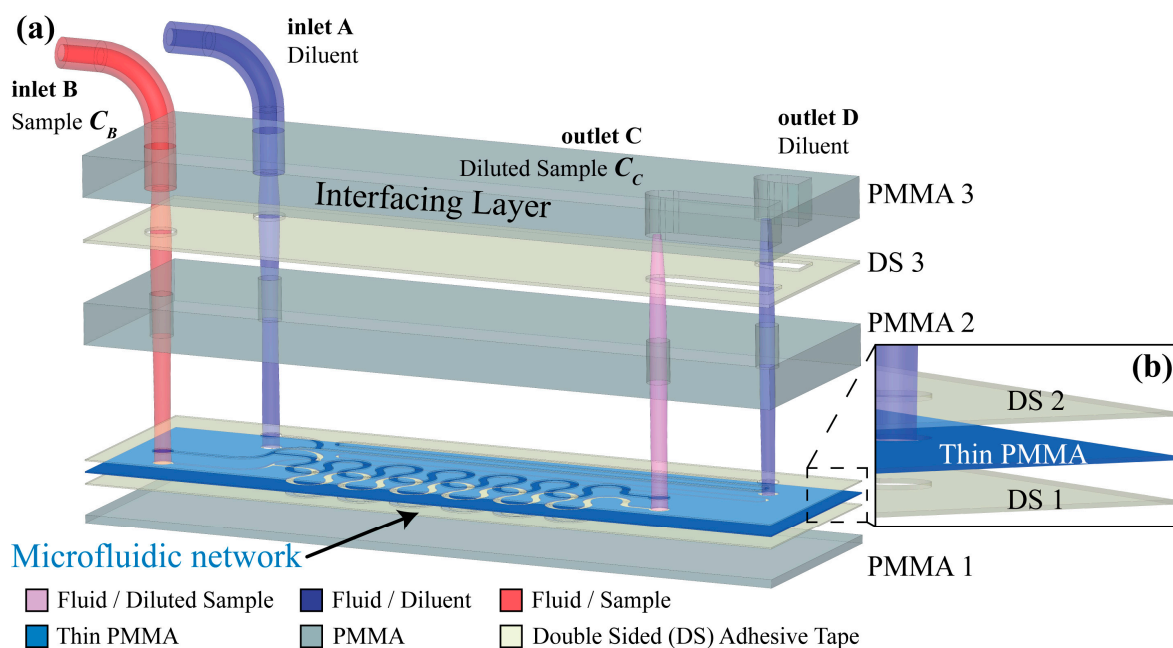 (a)
inlet A
Diluent
inlet B
Sample C_B
outlet C
Diluted Sample C_C
outlet D
Diluent
Interfacing Layer
PMMA 3
DS 3
PMMA 2
(b)
DS 2
Thin PMMA
DS 1
Microfluidic network
PMMA 1
Fluid / Diluted Sample
Fluid / Diluent
Fluid / Sample
Thin PMMA
PMMA
Double Sided (DS) Adhesive Tape